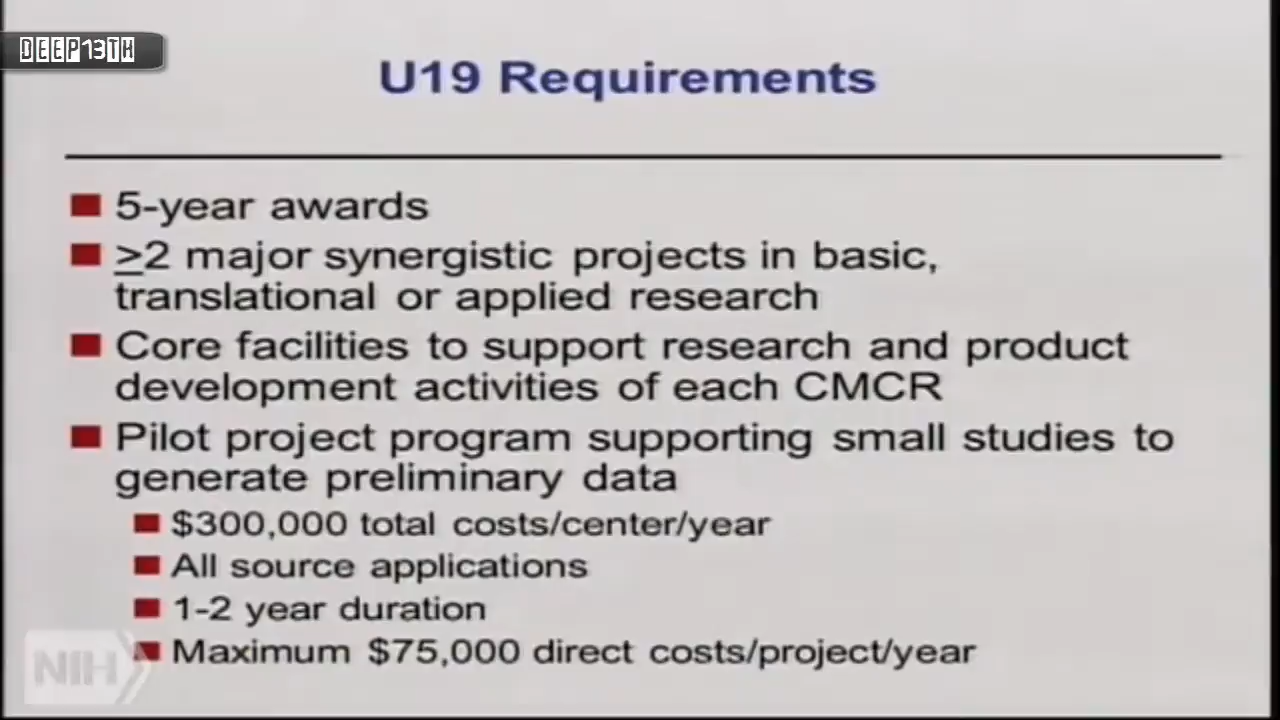 DEEP13TH
U19 Requirements
5-year awards
≥2 major synergistic projects in basic,
translational or applied research
Core facilities to support research and product
development activities of each CMCR
Pilot project program supporting small studies to
generate preliminary data
$300,000 total costs/center/year
All source applications
1-2 year duration
Maximum $75,000 direct costs/project/year
NIH